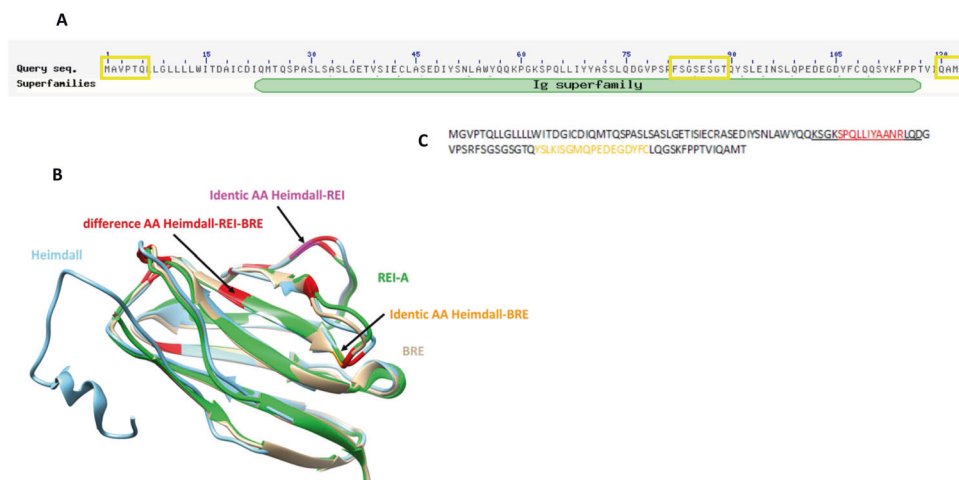 A
1 15 30 45 60 75 90 105 120
Query seq. MAVPTQLLGLLLLWITDAICDIQMTQSPASLSASLGETVSIECLASEDIYSNLAWYQQKPGKSPQLLIYYASSLQDGVPSRFSGSESGTQYSLEINSLQPEDEGDYFCQQSYKFPPTVIQAM
Superfamilies Ig superfamily
C
MGVPTQLLGLLLLWITDGICDIQMTQSPASLSASLGETISIECRASEDIYSNLAWYQQKSGKSPQLLIYAANRLQDG
VPSRFSGSGSGTQYSLKISGMQPEDEGDYFCLQGSKFPPTVIQAMT
B
Identic AA Heimdall-REI
difference AA Heimdall-REI-BRE
Heimdall
REI-A
Identic AA Heimdall-BRE
BRE